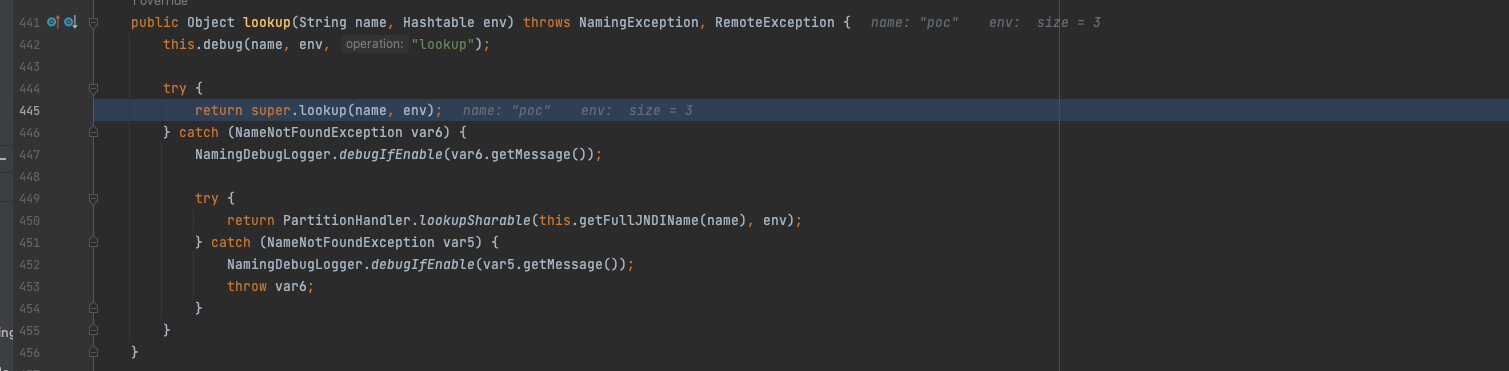 override
441 public Object lookup(String name, Hashtable env) throws NamingException, RemoteException { name: "poc" env: size = 3
442 this.debug(name, env, operation: "lookup");
443
444 try {
445 return super.lookup(name, env); name: "poc" env: size = 3
446 } catch (NameNotFoundException var6) {
447 NamingDebugLogger.debugIfEnable(var6.getMessage());
448
449 try {
450 return PartitionHandler.lookupSharable(this.getFullJNDIName(name), env);
451 } catch (NameNotFoundException var5) {
452 NamingDebugLogger.debugIfEnable(var5.getMessage());
453 throw var6;
454 }
ing 455 }
456 }